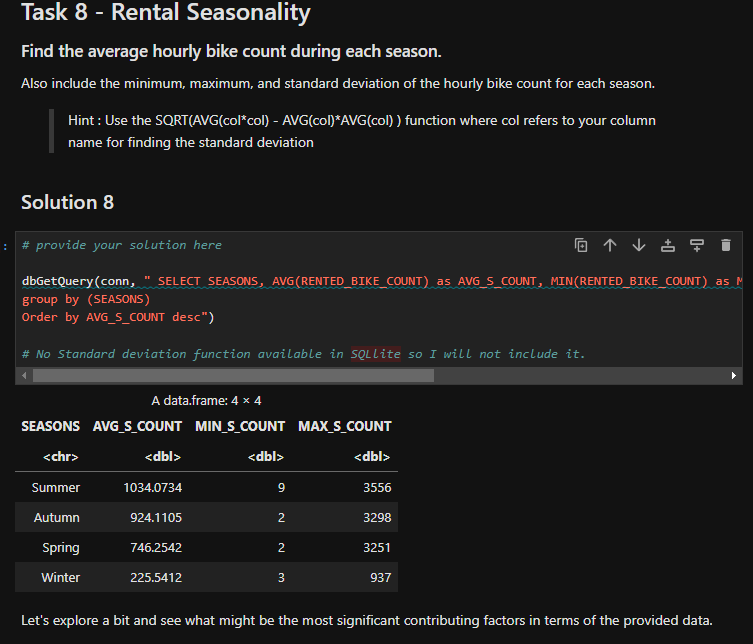 Task 8 - Rental Seasonality
Find the average hourly bike count during each season.
Also include the minimum, maximum, and standard deviation of the hourly bike count for each season.
Hint : Use the SQRT(AVG(col*col) - AVG(col)*AVG(col) ) function where col refers to your column
name for finding the standard deviation
Solution 8
:
# provide your solution here
dbGetQuery(conn, " SELECT SEASONS, AVG(RENTED_BIKE_COUNT) as AVG_S_COUNT, MIN(RENTED_BIKE_COUNT) as M
group by (SEASONS)
Order by AVG_S_COUNT desc")
# No Standard deviation function available in SQLlite so I will not include it.
A data.frame: 4 × 4
SEASONS AVG_S_COUNT MIN_S_COUNT MAX_S_COUNT
<chr> <dbl> <dbl> <dbl>
Summer 1034.0734 9 3556
Autumn 924.1105 2 3298
Spring 746.2542 2 3251
Winter 225.5412 3 937
Let's explore a bit and see what might be the most significant contributing factors in terms of the provided data.